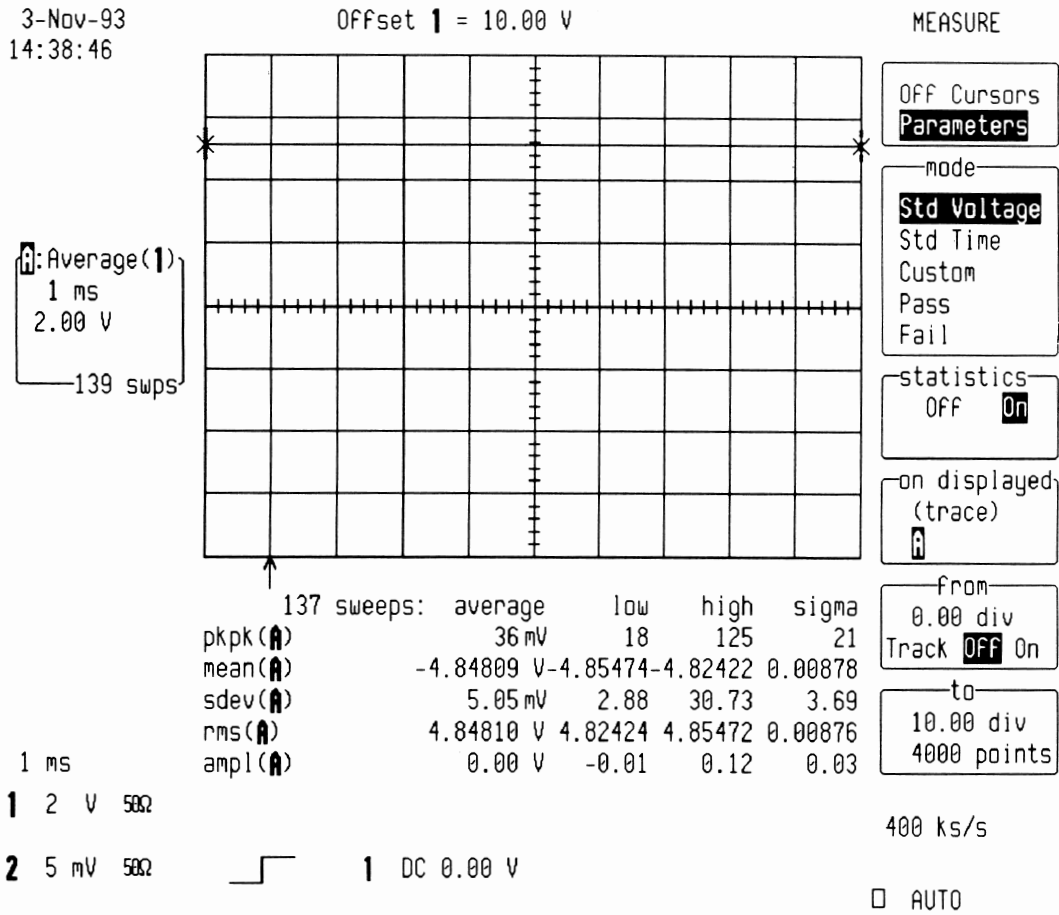 3-Nov-93
14:38:46
Offset 1 = 10.00 V
MEASURE
Off Cursors
Parameters
mode
Std Voltage
Std Time
Custom
Pass
Fail
A:Average(1)
1 ms
2.00 V
139 swps
statistics
Off On
on displayed
(trace)
A
from
0.00 div
Track Off On
to
10.00 div
4000 points
137 sweeps: average low high sigma
pkpk(A) 36 mV 18 125 21
mean(A) -4.84809 V -4.85474 -4.82422 0.00878
sdev(A) 5.05 mV 2.88 30.73 3.69
rms(A) 4.84810 V 4.82424 4.85472 0.00876
ampl(A) 0.00 V -0.01 0.12 0.03
1 ms
1 2 V 50Ω
2 5 mV 50Ω
1 DC 0.00 V
400 ks/s
AUTO